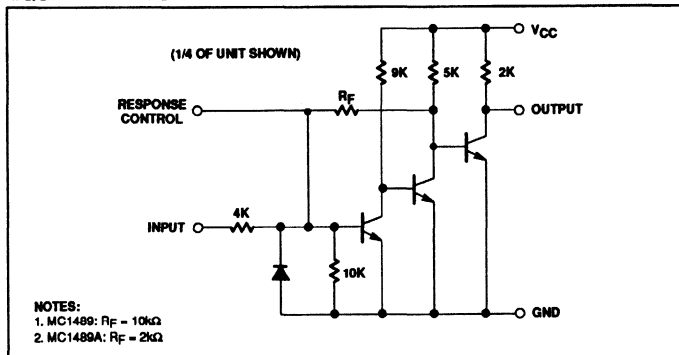 (1/4 OF UNIT SHOWN)
VCC
9K
5K
2K
RF
RESPONSE
CONTROL
OUTPUT
4K
INPUT
10K
NOTES:
1. MC1489: RF = 10kΩ
2. MC1489A: RF = 2kΩ
GND